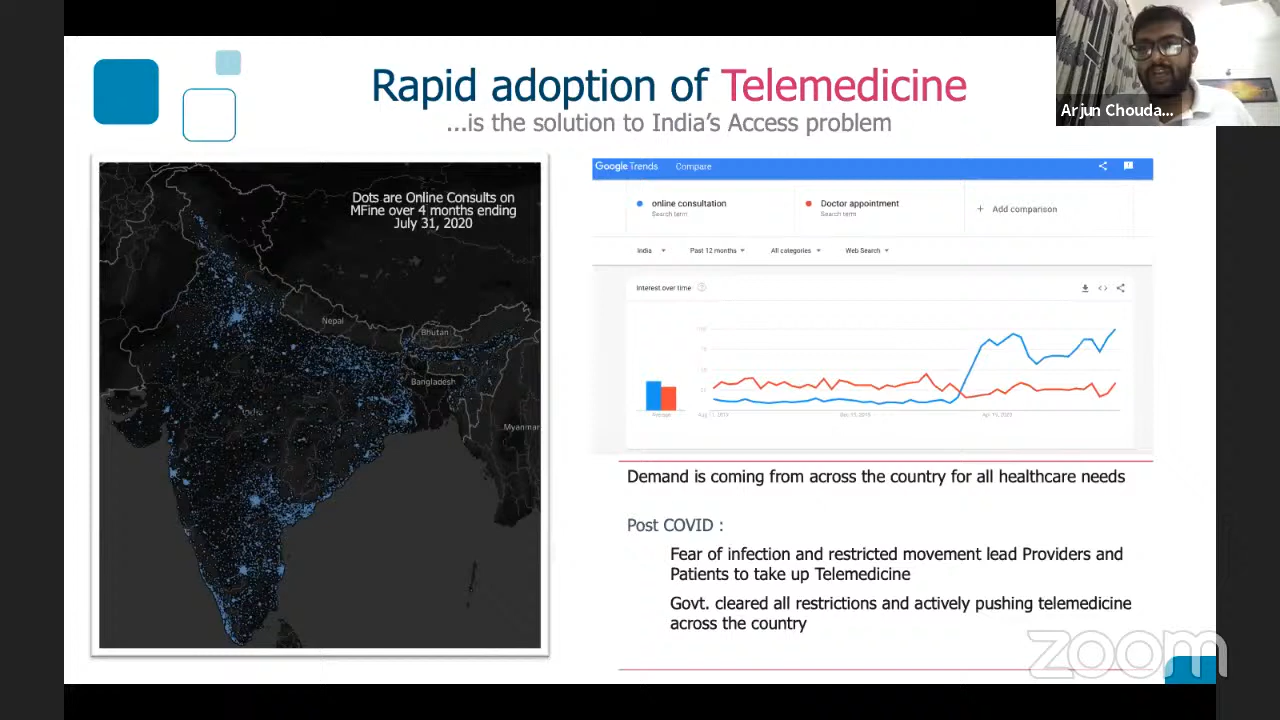 Rapid adoption of Telemedicine
...is the solution to India's Access problem
Arjun Chouda...
Dots are Online Consults on
MFine over 4 months ending
July 31, 2020
Nepal
Bhutan
Bangladesh
Myanmar
Google Trends Compare
online consultation
Search term
Doctor appointment
Search term
+ Add comparison
India
Past 12 months
All categories
Web Search
Interest over time
Average
Demand is coming from across the country for all healthcare needs
Post COVID :
Fear of infection and restricted movement lead Providers and
Patients to take up Telemedicine
Govt. cleared all restrictions and actively pushing telemedicine
across the country
zoom